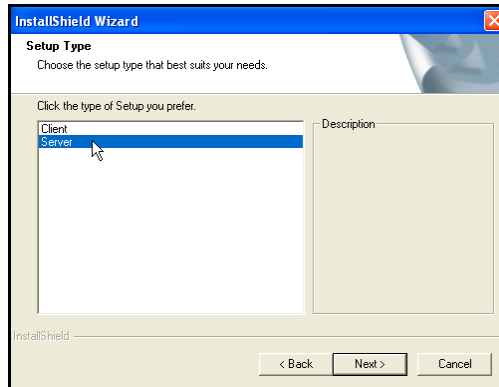 InstallShield Wizard
Setup Type
Choose the setup type that best suits your needs.
Click the type of Setup you prefer.
Client
Server
Description
InstallShield
< Back
Next >
Cancel